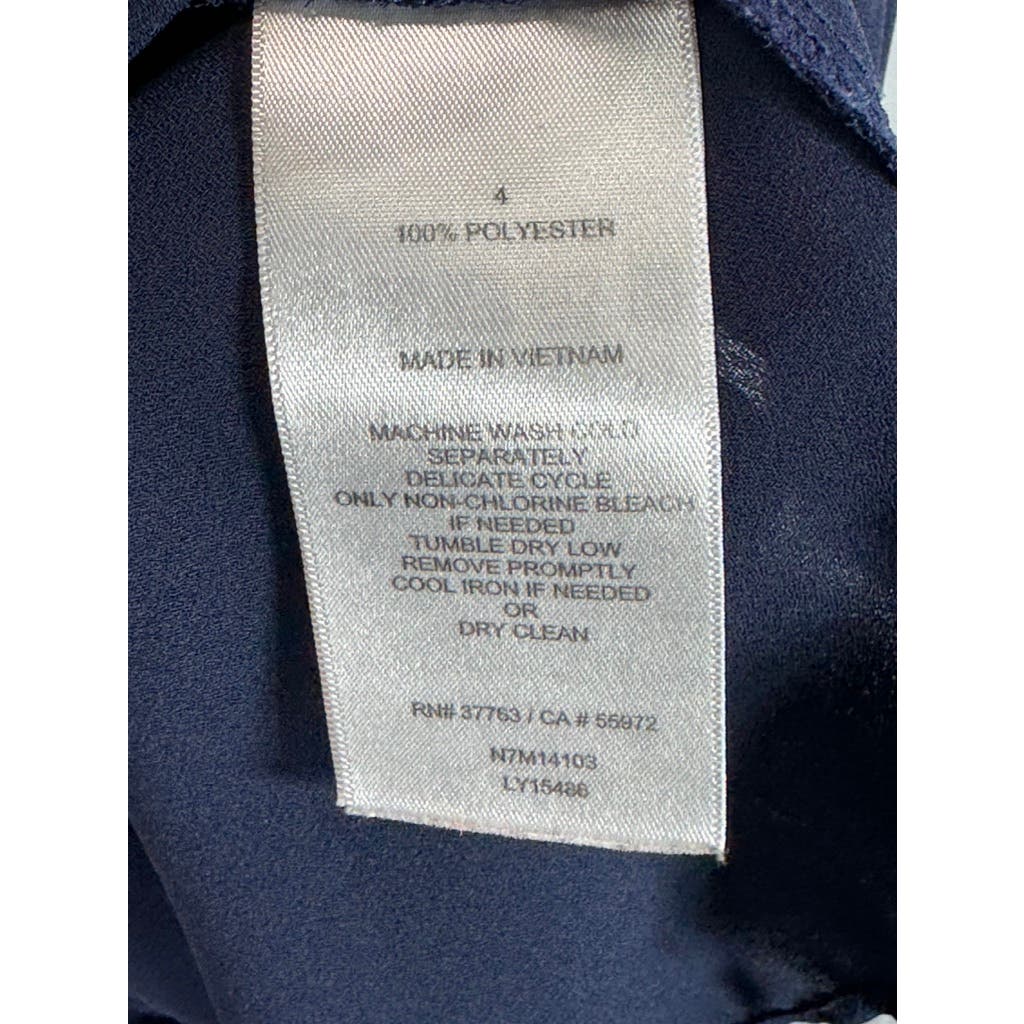 4
100% POLYESTER
MADE IN VIETNAM
MACHINE WASH COLD
SEPARATELY
DELICATE CYCLE
ONLY NON-CHLORINE BLEACH
IF NEEDED
TUMBLE DRY LOW
REMOVE PROMPTLY
COOL IRON IF NEEDED
OR
DRY CLEAN
RN# 37763 / CA # 55972
N7M14103
LY15486